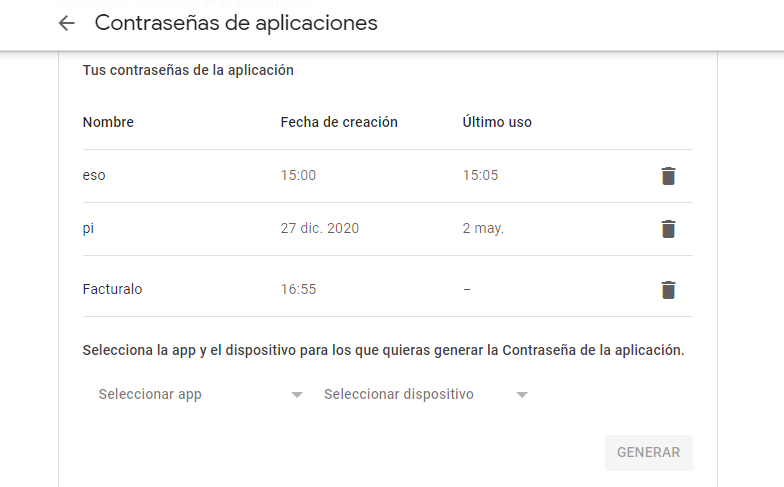 Contraseñas de aplicaciones
Tus contraseñas de la aplicación
Nombre Fecha de creación Último uso
eso 15:00 15:05
pi 27 dic. 2020 2 may.
Facturalo 16:55 –
Selecciona la app y el dispositivo para los que quieras generar la Contraseña de la aplicación.
Seleccionar app Seleccionar dispositivo
GENERAR